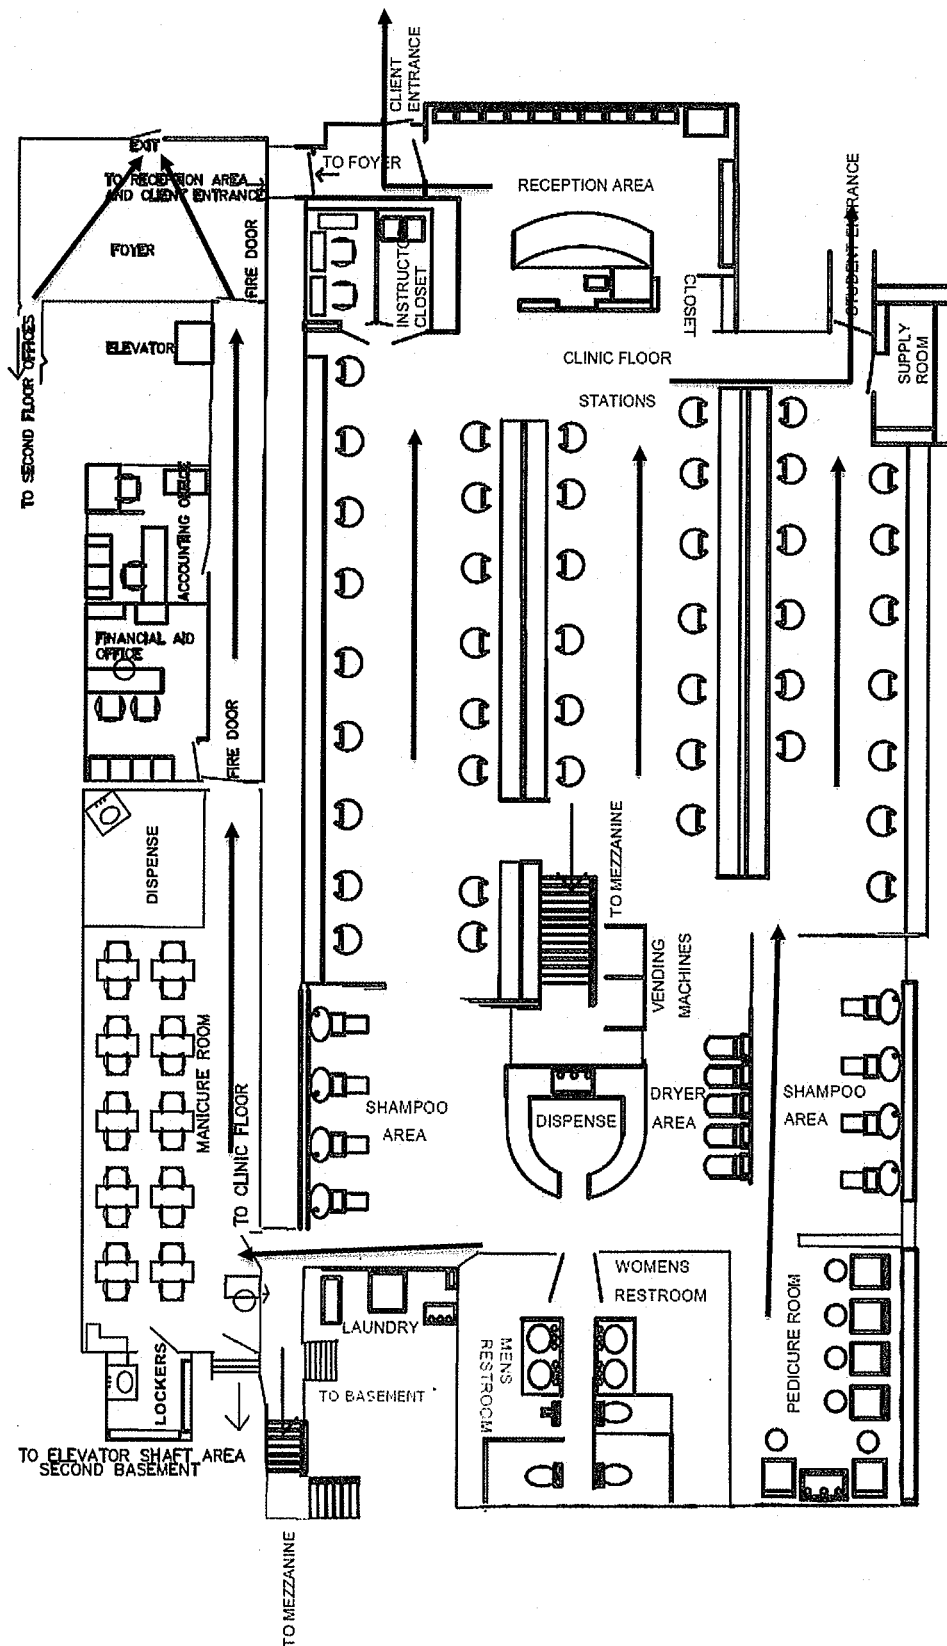 CLIENT
ENTRANCE
EXIT
TO FOYER
TO RECEPTION AREA
AND CLIENT ENTRANCE
RECEPTION AREA
STUDENT ENTRANCE
FOYER
FIRE DOOR
INSTRUCTO
CLOSET
CLOSET
TO SECOND FLOOR OFFICES
ELEVATOR
CLINIC FLOOR
STATIONS
SUPPLY
ROOM
ACCOUNTING OFFICE
FINANCIAL AID
OFFICE
FIRE DOOR
DISPENSE
TO MEZZANINE
VENDING
MACHINES
MANICURE ROOM
TO CLINIC FLOOR
SHAMPOO
AREA
DISPENSE
DRYER
AREA
SHAMPOO
AREA
WOMENS
RESTROOM
LAUNDRY
MENS
RESTROOM
PEDICURE ROOM
LOCKERS
TO BASEMENT
TO ELEVATOR SHAFT AREA
SECOND BASEMENT
TO MEZZANINE